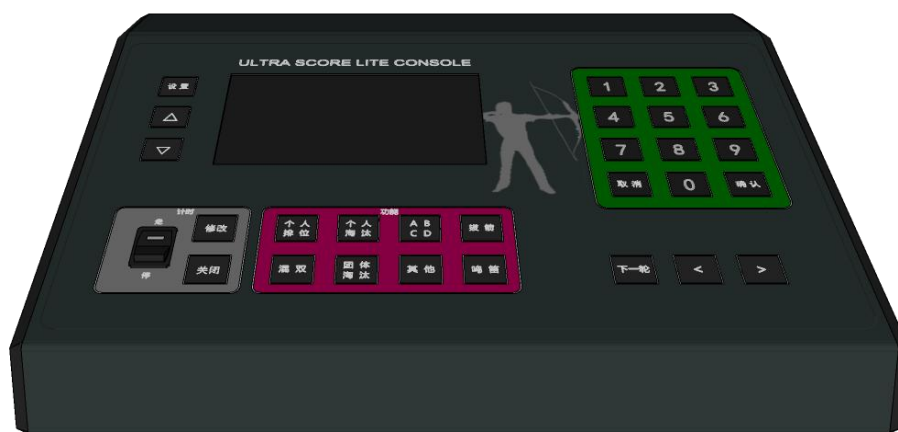 ULTRA SCORE LITE CONSOLE
设置
1 2 3
4 5 6
7 8 9
取消 0 确认
计时
走
停
修改
关闭
功能
个人
排位
个人
淘汰
A B
C D
拔箭
混双
团体
淘汰
其他
鸣笛
下一轮 < >